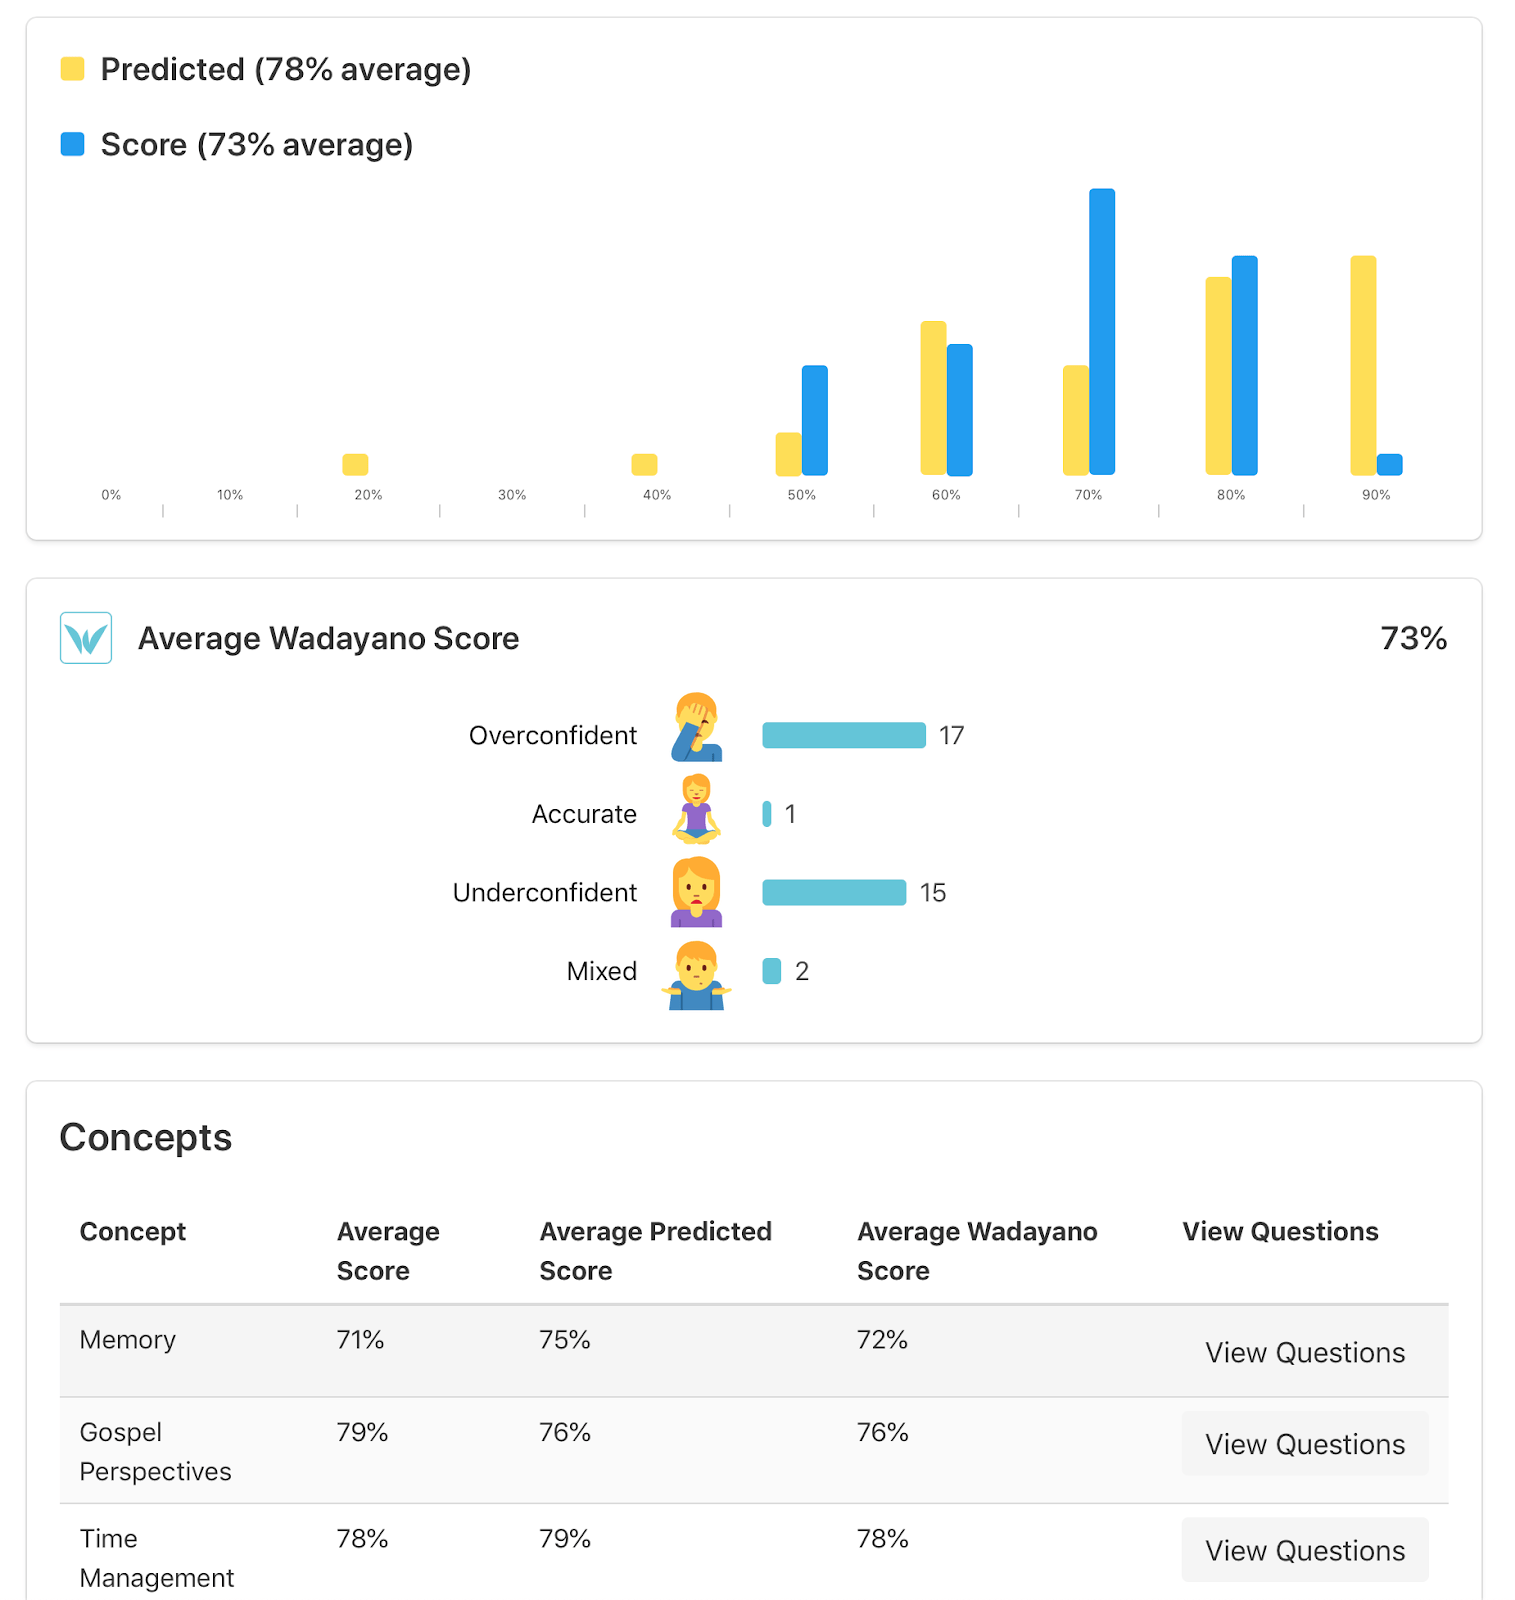 Predicted (78% average)
Score (73% average)
0% 10% 20% 30% 40% 50% 60% 70% 80% 90%
Average Wadayano Score 73%
Overconfident 17
Accurate 1
Underconfident 15
Mixed 2
Concepts
Concept Average Average Predicted Average Wadayano View Questions
Score Score Score
Memory 71% 75% 72% View Questions
Gospel 79% 76% 76% View Questions
Perspectives
Time 78% 79% 78% View Questions
Management